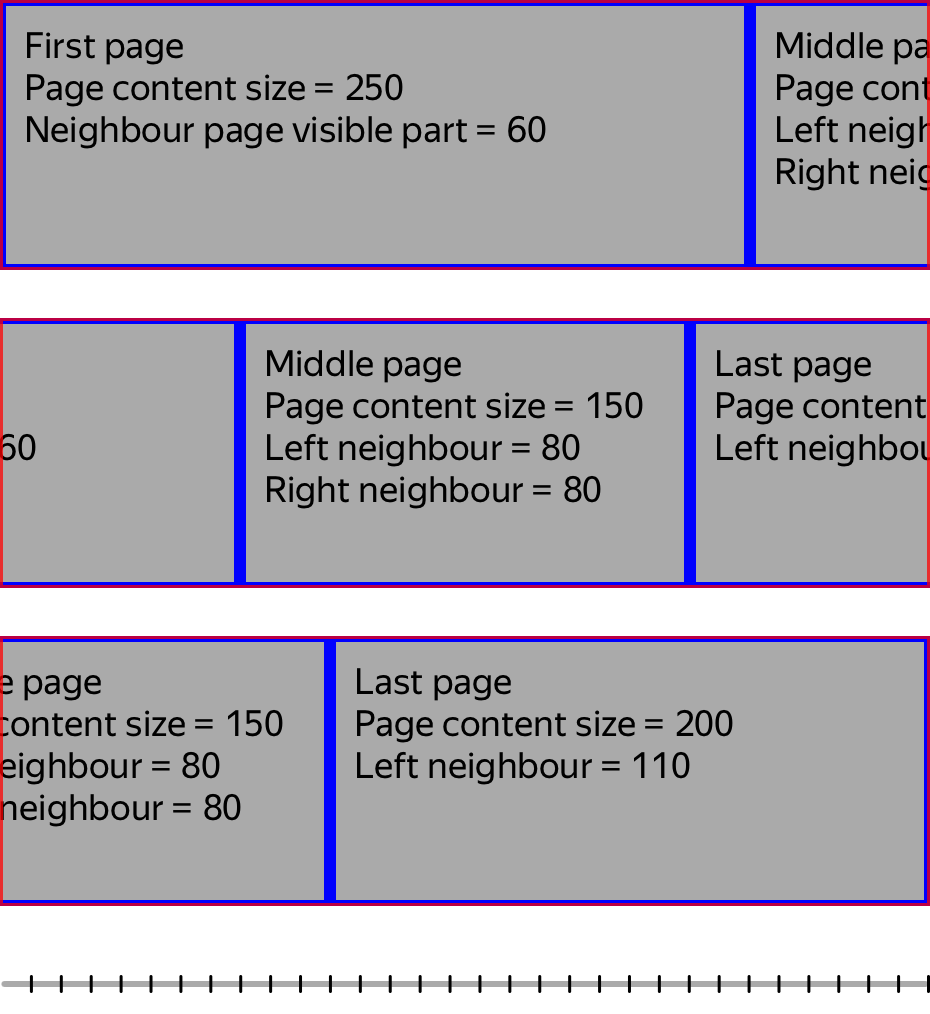 First page
Page content size = 250
Neighbour page visible part = 60
Middle pa
Page cont
Left neigh
Right neig
60
Middle page
Page content size = 150
Left neighbour = 80
Right neighbour = 80
Last page
Page content
Left neighbou
e page
content size = 150
eighbour = 80
neighbour = 80
Last page
Page content size = 200
Left neighbour = 110